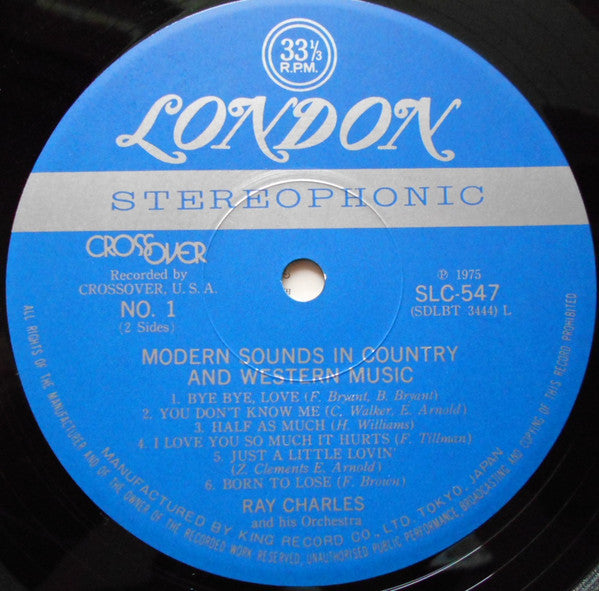 33 1/3
R.P.M.
LONDON
STEREOPHONIC
CROSSOVER
Recorded by
CROSSOVER, U.S.A.
NO. 1
(2 Sides)
℗ 1975
SLC-547
(SDLBT 3444) L
MODERN SOUNDS IN COUNTRY
AND WESTERN MUSIC
1. BYE BYE, LOVE (F. Bryant, B. Bryant)
2. YOU DON'T KNOW ME (C. Walker, E. Arnold)
3. HALF AS MUCH (H. Williams)
4. I LOVE YOU SO MUCH IT HURTS (F. Tillman)
5. JUST A LITTLE LOVIN'
(Z. Clements E. Arnold)
6. BORN TO LOSE (F. Brown)
RAY CHARLES
and his Orchestra
MANUFACTURED BY KING RECORD CO., LTD. TOKYO, JAPAN
ALL RIGHTS OF THE MANUFACTURER AND OF THE OWNER OF THE RECORDED WORK RESERVED, UNAUTHORISED PUBLIC PERFORMANCE, BROADCASTING AND COPYING OF THIS RECORD PROHIBITED